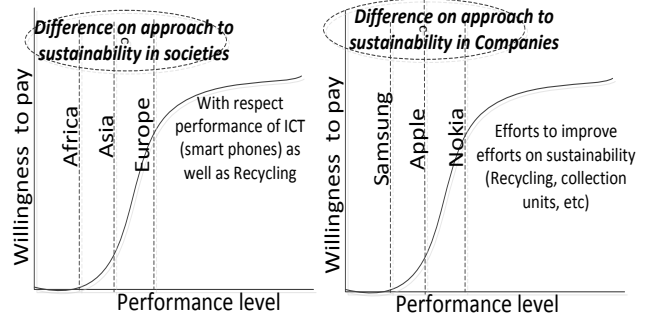 Difference on approach to
sustainability in societies
c
Willingness to pay
Africa
Asia
Europe
With respect
performance of ICT
(smart phones) as
well as Recycling
Performance level
Difference on approach to
c
sustainability in Companies
Willingness to pay
Samsung
Apple
Nokia
Efforts to improve
efforts on sustainability
(Recycling, collection
units, etc)
Performance level